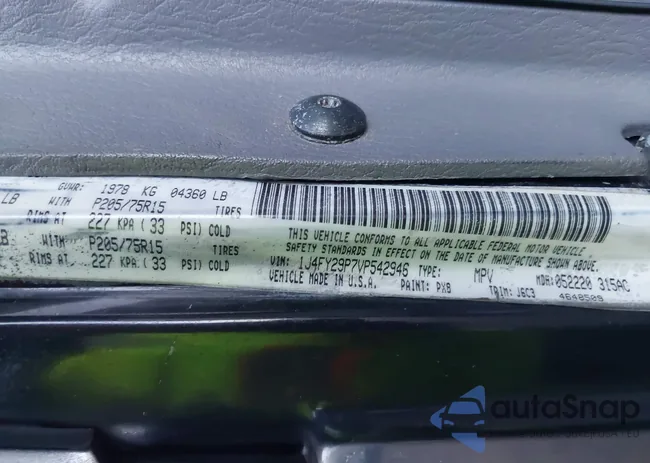 GVWR: 1978 KG 04360 LB
LB WITH P205/75R15 TIRES
RIMS AT 227 KPA ( 33 PSI) COLD
LB WITH P205/75R15 TIRES
RIMS AT. 227 KPA ( 33 PSI) COLD
THIS VEHICLE CONFORMS TO ALL APPLICABLE FEDERAL MOTOR VEHICLE
SAFETY STANDARDS IN EFFECT ON THE DATE OF MANUFACTURE SHOWN ABOVE.
VIN: 1J4FY29P7VP542946 TYPE: MPV MDH: 052220 315AC
VEHICLE MADE IN U.S.A. PAINT: PX8 TRIM: J6C3 4648509
autoSnap